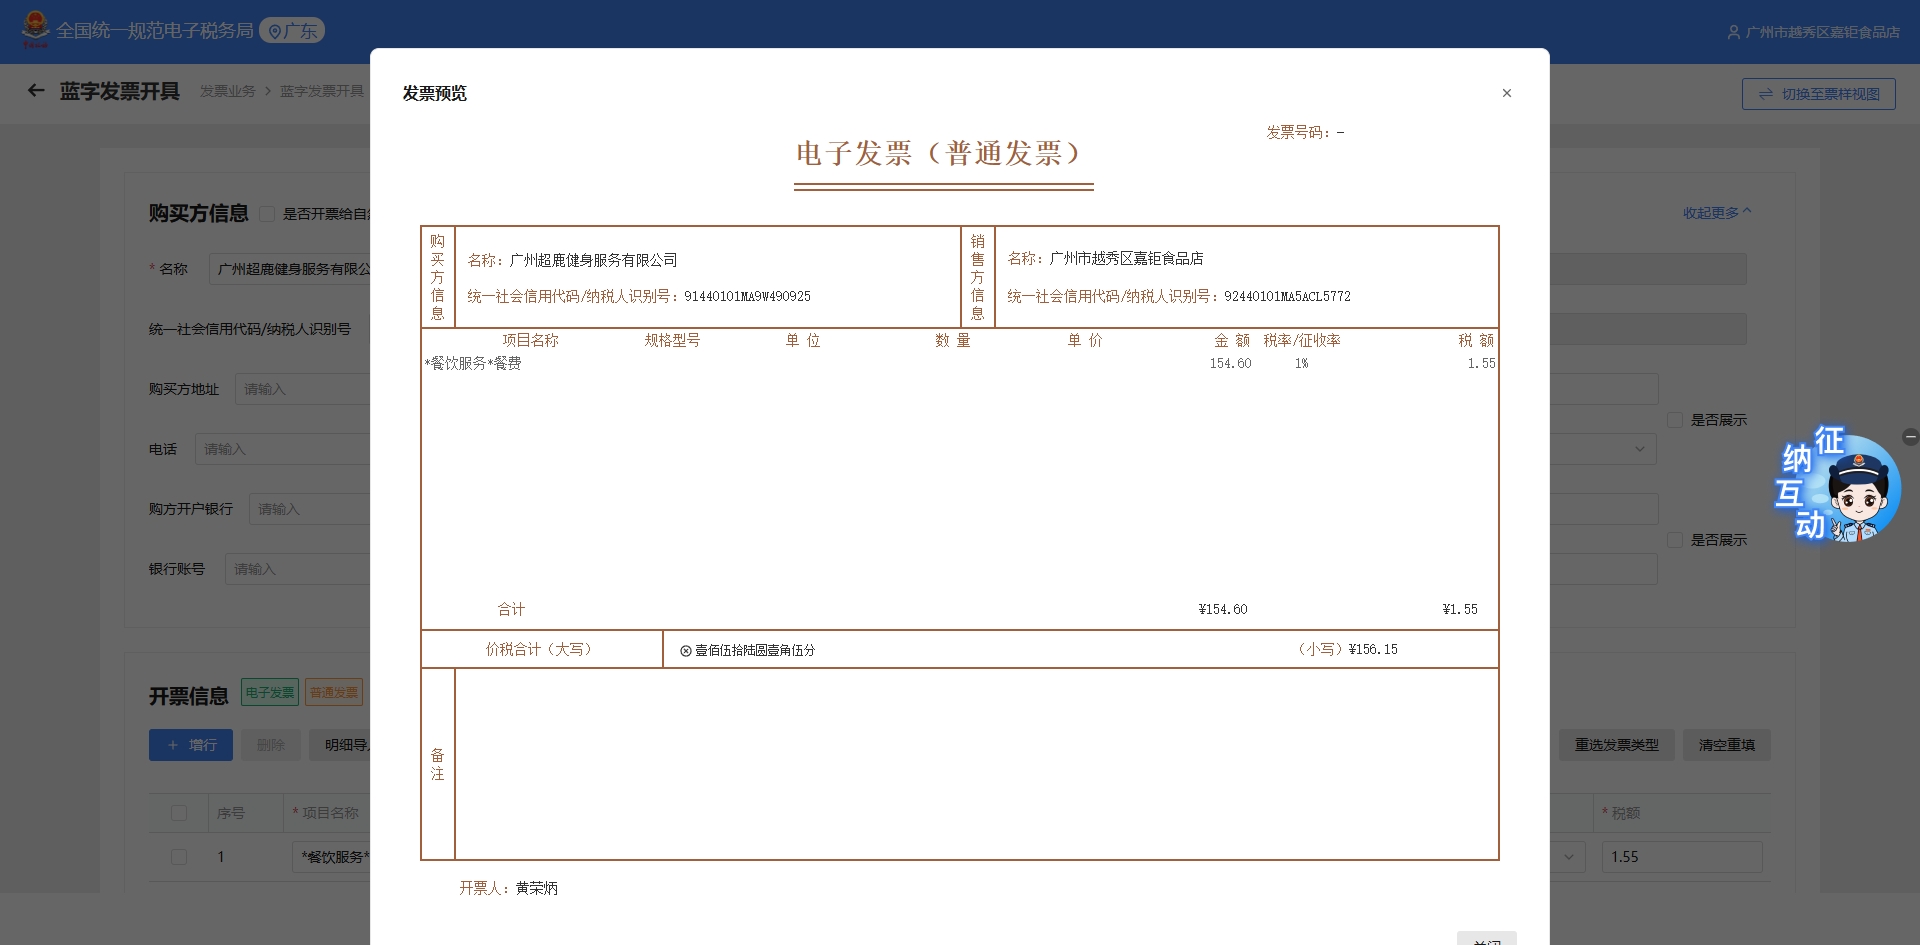 全国统一规范电子税务局 广东
广州市越秀区嘉钜食品店
蓝字发票开具 发票业务 > 蓝字发票开具
切换至票样视图
发票预览
×
发票号码：—
电子发票（普通发票）
购买方信息 □ 是否开票给自
收起更多
* 名称 广州超鹿健身服务有限公
统一社会信用代码/纳税人识别号
购买方地址 请输入
是否展示
电话 请输入
购方开户银行 请输入
是否展示
银行账号 请输入
购买方信息
名称：广州超鹿健身服务有限公司
统一社会信用代码/纳税人识别号：91440101MA9W490925
销售方信息
名称：广州市越秀区嘉钜食品店
统一社会信用代码/纳税人识别号：92440101MA5ACL5772
项目名称 规格型号 单 位 数 量 单 价 金 额 税率/征收率 税 额
*餐饮服务*餐费 154.60 1% 1.55
合计 ¥154.60 ¥1.55
价税合计（大写） ⊗壹佰伍拾陆圆壹角伍分 （小写）¥156.15
备注
开票人：黄荣炳
征纳互动
开票信息 电子发票 普通发票
+ 增行 删除 明细导
重选发票类型 清空重填
序号 * 项目名称 * 税额
1 *餐饮服务* 1.55